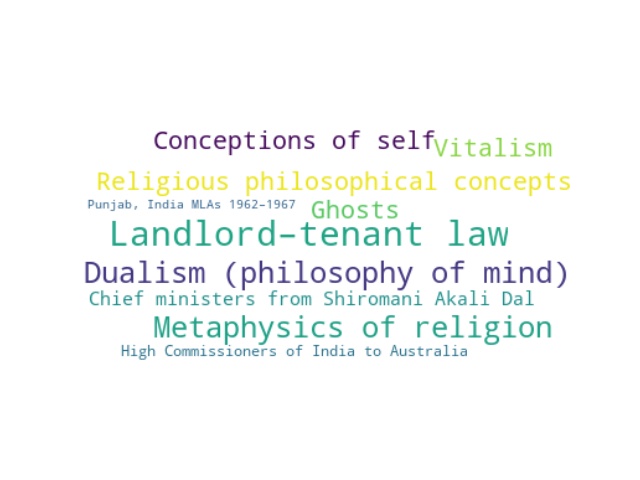 Conceptions of self
Vitalism
Religious philosophical concepts
Punjab, India MLAs 1962–1967
Ghosts
Landlord–tenant law
Dualism (philosophy of mind)
Chief ministers from Shiromani Akali Dal
Metaphysics of religion
High Commissioners of India to Australia